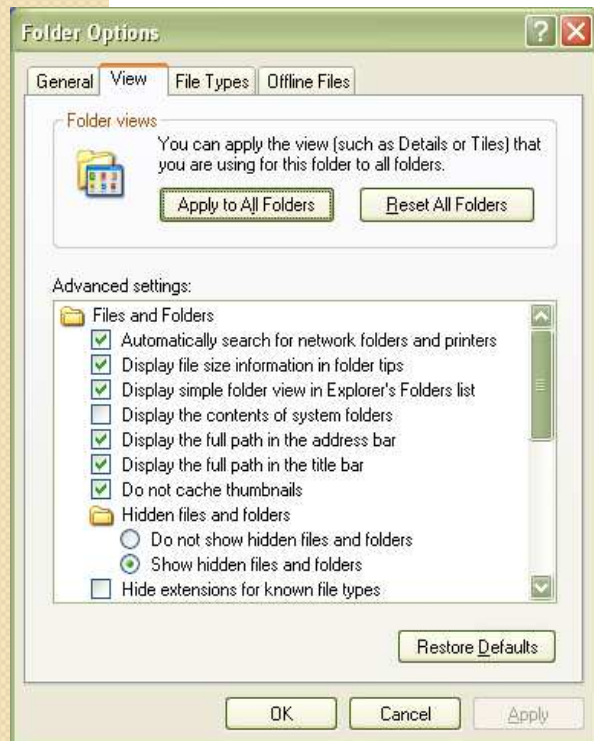 Folder Options
General View File Types Offline Files
Folder views
You can apply the view (such as Details or Tiles) that
you are using for this folder to all folders.
Apply to All Folders Reset All Folders
Advanced settings:
Files and Folders
Automatically search for network folders and printers
Display file size information in folder tips
Display simple folder view in Explorer's Folders list
Display the contents of system folders
Display the full path in the address bar
Display the full path in the title bar
Do not cache thumbnails
Hidden files and folders
Do not show hidden files and folders
Show hidden files and folders
Hide extensions for known file types
Restore Defaults
OK Cancel Apply